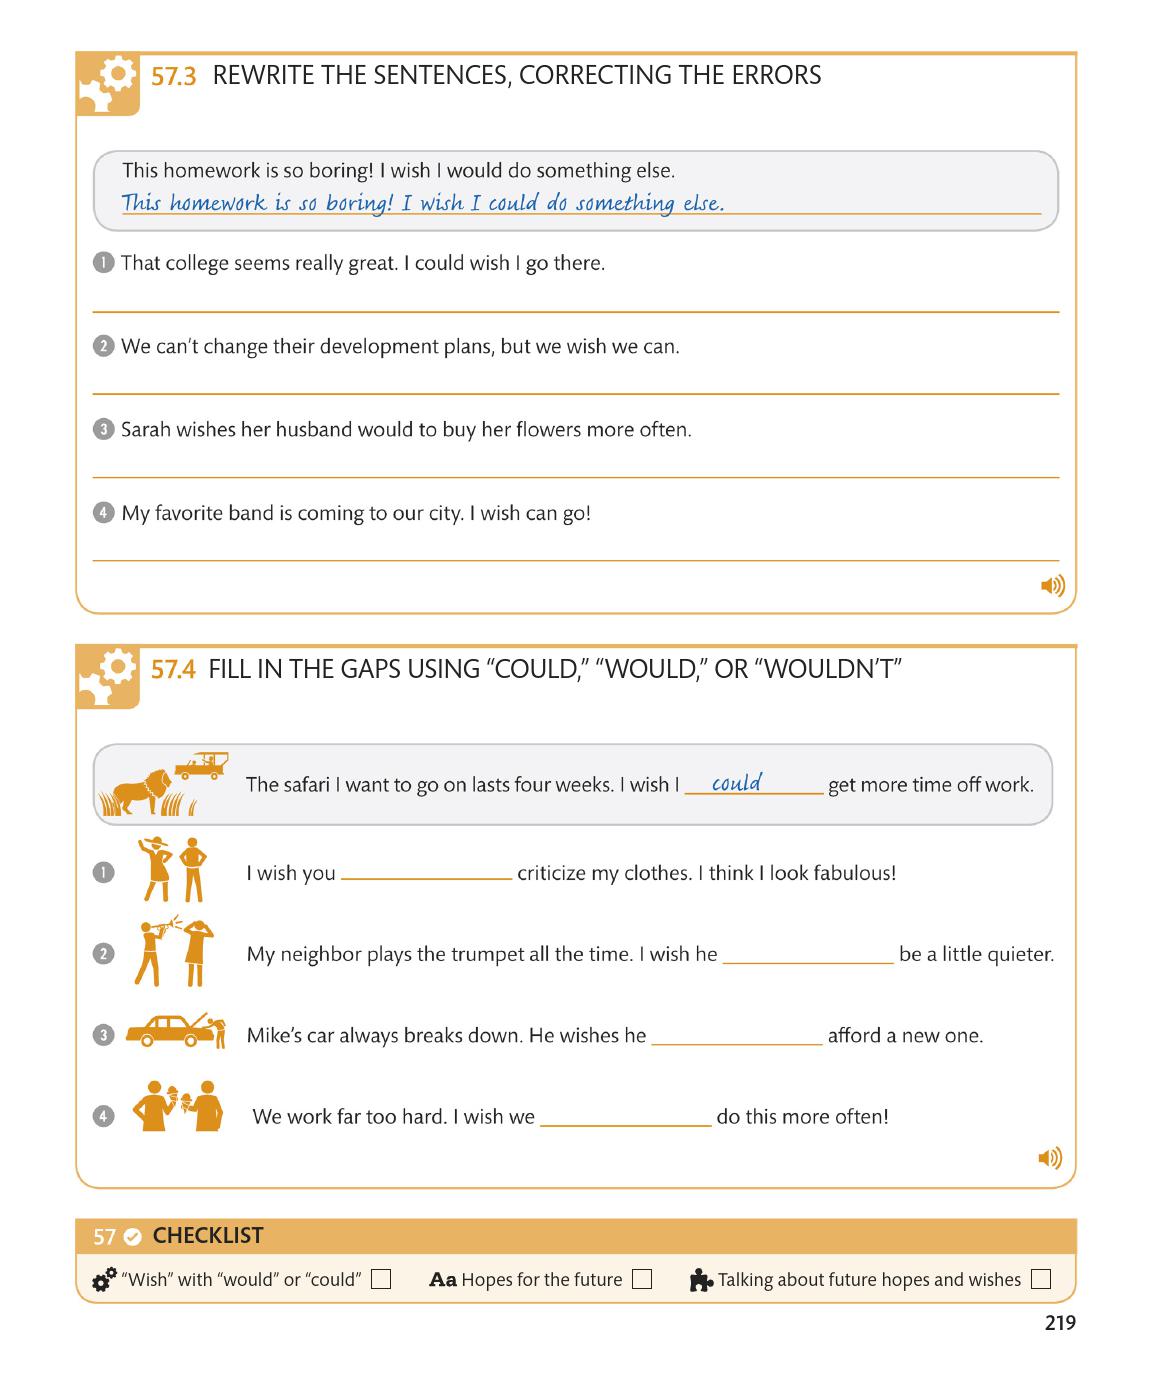 57.3 REWRITE THE SENTENCES, CORRECTING THE ERRORS
This homework is so boring! I wish I would do something else.
This homework is so boring! I wish I could do something else.
1 That college seems really great. I could wish I go there.
2 We can't change their development plans, but we wish we can.
3 Sarah wishes her husband would to buy her flowers more often.
4 My favorite band is coming to our city. I wish can go!
57.4 FILL IN THE GAPS USING “COULD,” “WOULD,” OR “WOULDN'T”
The safari I want to go on lasts four weeks. I wish I could get more time off work.
1 I wish you ____ criticize my clothes. I think I look fabulous!
2 My neighbor plays the trumpet all the time. I wish he ____ be a little quieter.
3 Mike's car always breaks down. He wishes he ____ afford a new one.
4 We work far too hard. I wish we ____ do this more often!
57 CHECKLIST
“Wish” with “would” or “could” Aa Hopes for the future Talking about future hopes and wishes
219